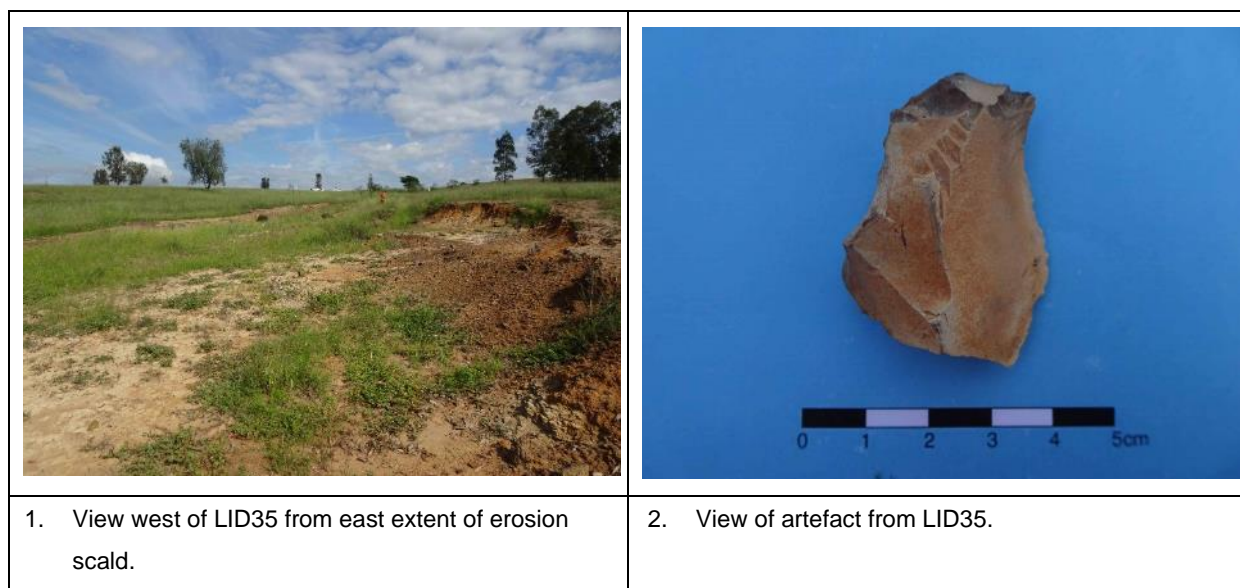 0 1 2 3 4 5cm
1. View west of LID35 from east extent of erosion
scald.
2. View of artefact from LID35.